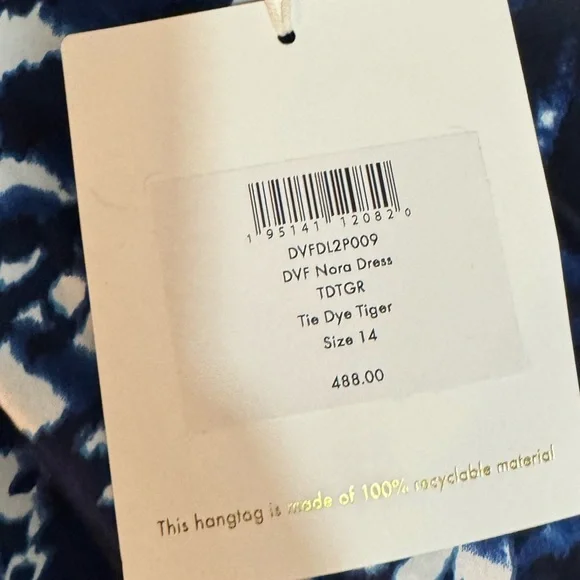 1 95141 12082 0
DVFDL2P009
DVF Nora Dress
TDTGR
Tie Dye Tiger
Size 14
488.00
This hangtag is made of 100% recyclable material